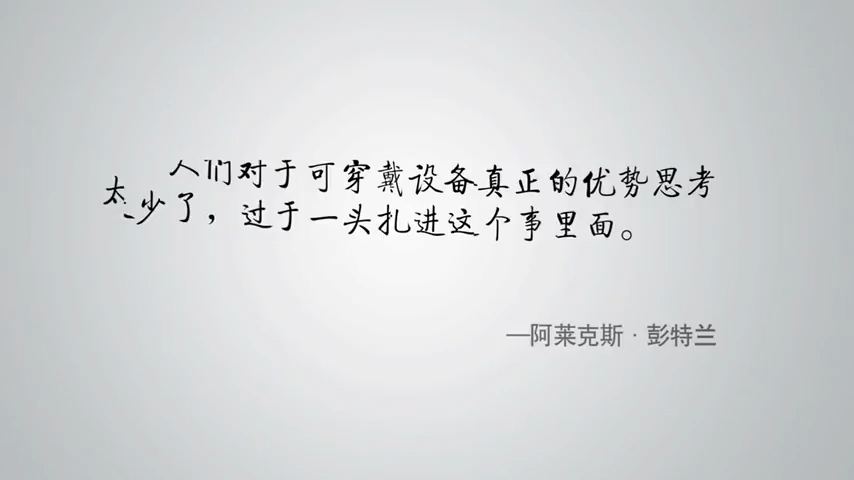 人们对于可穿戴设备真正的优势思考
太少了，过于一头扎进这个事里面。
—阿莱克斯·彭特兰